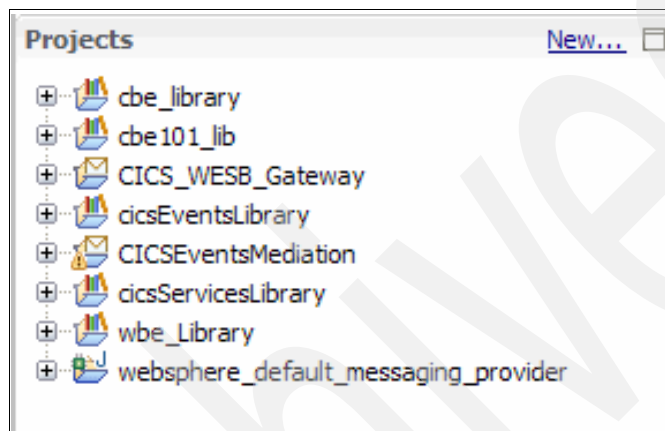 Projects New...
cbe_library
cbe101_lib
CICS_WESB_Gateway
cicsEventsLibrary
CICSEventsMediation
cicsServicesLibrary
wbe_Library
websphere_default_messaging_provider